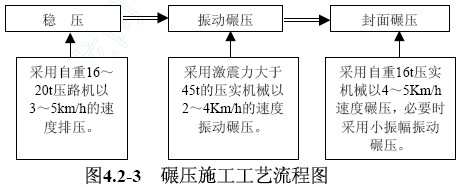 稳  压
振动碾压
封面碾压
采用自重16～
20t压路机以
3～5km/h的速
度排压。
采用激震力大于
45t的压实机械以
2～4Km/h的速度
振动碾压。
采用自重16t压实
机械以4～5Km/h
速度碾压，必要时
采用小振幅振动
碾压。
图4.2-3  碾压施工工艺流程图